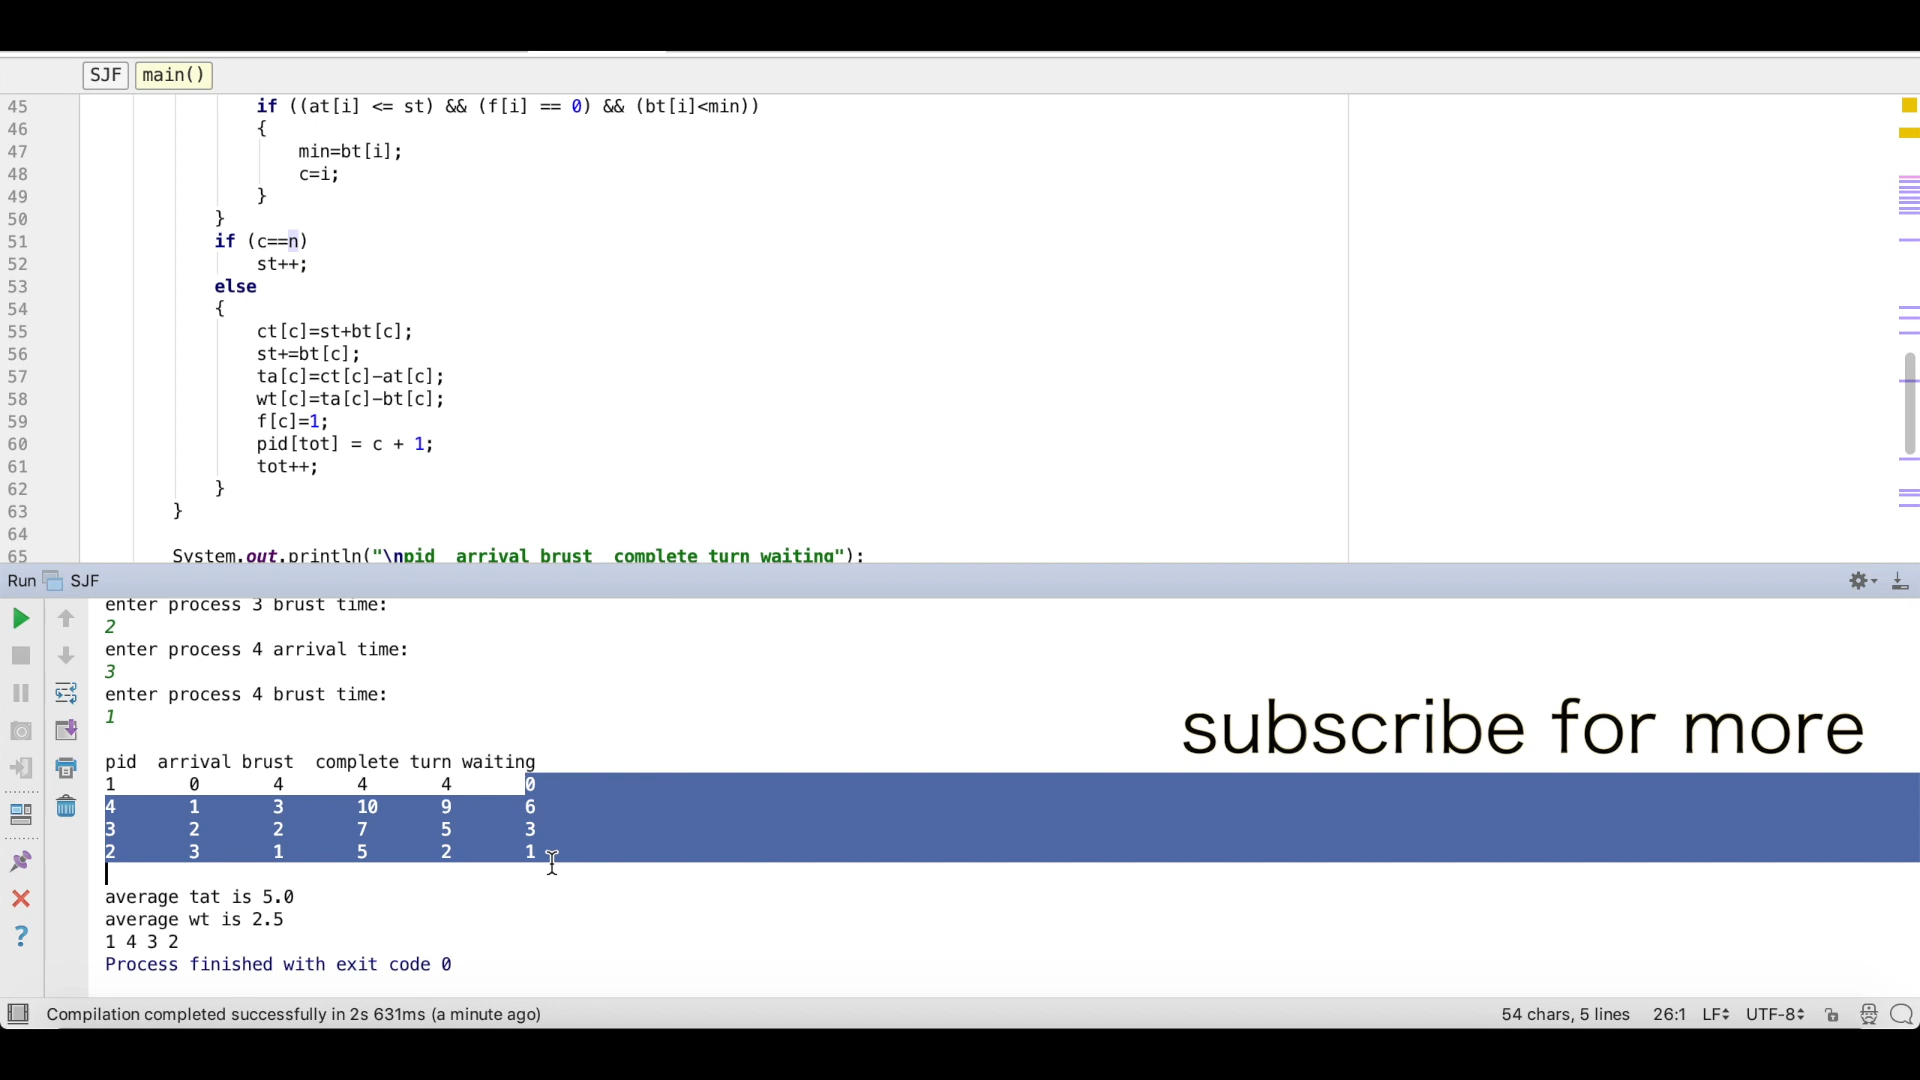 SJF main()
45 if ((at[i] <= st) && (f[i] == 0) && (bt[i]<min))
46 {
47 min=bt[i];
48 c=i;
49 }
50 }
51 if (c==n)
52 st++;
53 else
54 {
55 ct[c]=st+bt[c];
56 st+=bt[c];
57 ta[c]=ct[c]-at[c];
58 wt[c]=ta[c]-bt[c];
59 f[c]=1;
60 pid[tot] = c + 1;
61 tot++;
62 }
63 }
64
65 System.out.println("\npid  arrival brust  complete turn waiting");
Run SJF
enter process 3 brust time:
2
enter process 4 arrival time:
3
enter process 4 brust time:
1
subscribe for more
pid  arrival brust  complete turn waiting
1 0 4 4 4 0
4 1 3 10 9 6
3 2 2 7 5 3
2 3 1 5 2 1
average tat is 5.0
average wt is 2.5
1 4 3 2
Process finished with exit code 0
Compilation completed successfully in 2s 631ms (a minute ago) 54 chars, 5 lines 26:1 LF UTF-8